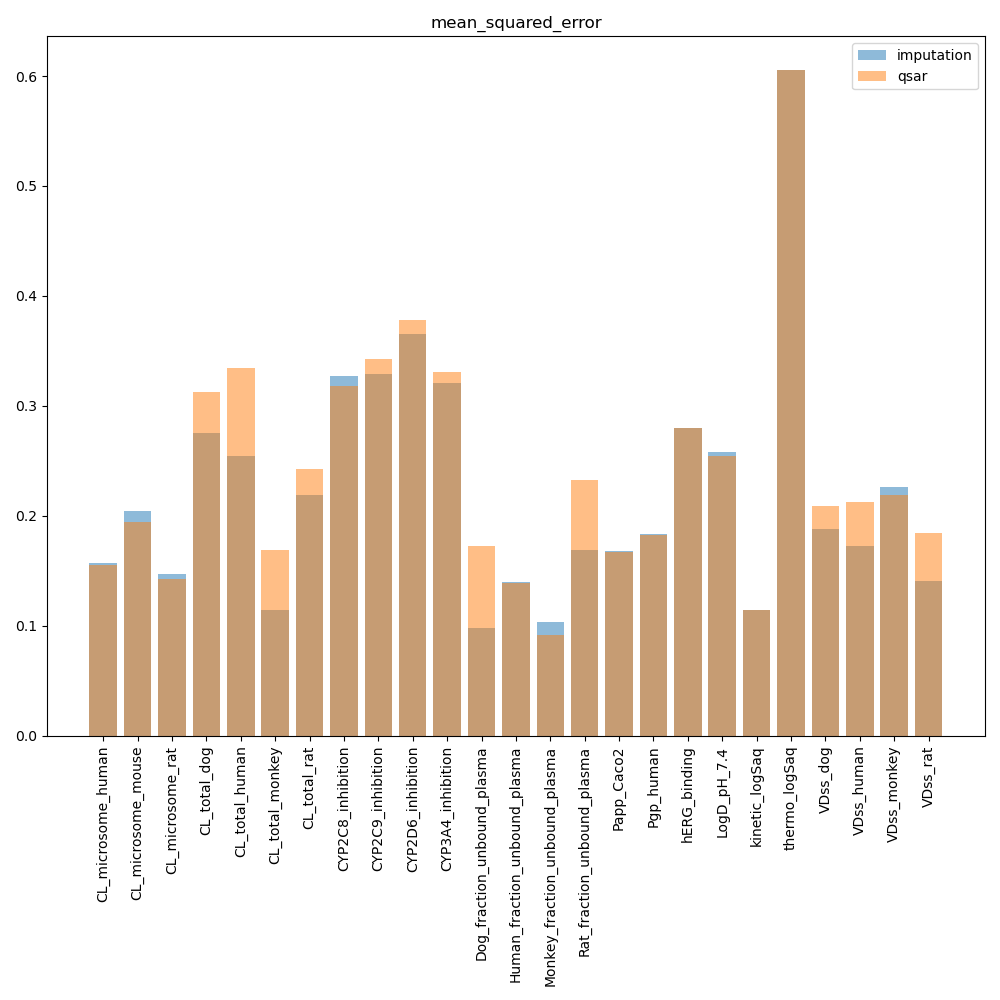 mean_squared_error
imputation
qsar
0.6
0.5
0.4
0.3
0.2
0.1
0.0
CL_microsome_human
CL_microsome_mouse
CL_microsome_rat
CL_total_dog
CL_total_human
CL_total_monkey
CL_total_rat
CYP2C8_inhibition
CYP2C9_inhibition
CYP2D6_inhibition
CYP3A4_inhibition
Dog_fraction_unbound_plasma
Human_fraction_unbound_plasma
Monkey_fraction_unbound_plasma
Rat_fraction_unbound_plasma
Papp_Caco2
Pgp_human
hERG_binding
LogD_pH_7.4
kinetic_logSaq
thermo_logSaq
VDss_dog
VDss_human
VDss_monkey
VDss_rat